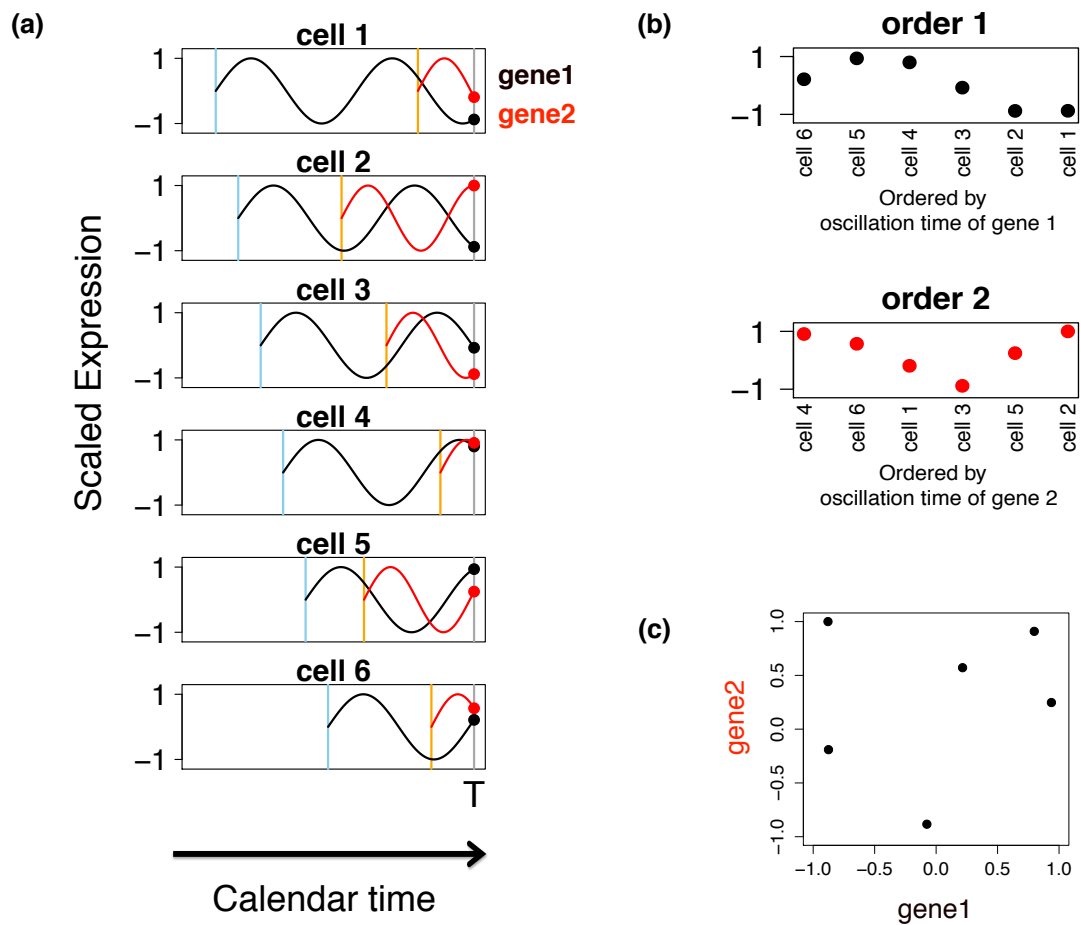 (a)
Scaled Expression
cell 1
1
−1
gene1
gene2
cell 2
1
−1
cell 3
1
−1
cell 4
1
−1
cell 5
1
−1
cell 6
1
−1
T
Calendar time
(b)
order 1
1
−1
cell 6
cell 5
cell 4
cell 3
cell 2
cell 1
Ordered by
oscillation time of gene 1
order 2
1
−1
cell 4
cell 6
cell 1
cell 3
cell 5
cell 2
Ordered by
oscillation time of gene 2
(c)
gene2
1.0
0.5
0.0
−0.5
−1.0
−1.0
−0.5
0.0
0.5
1.0
gene1